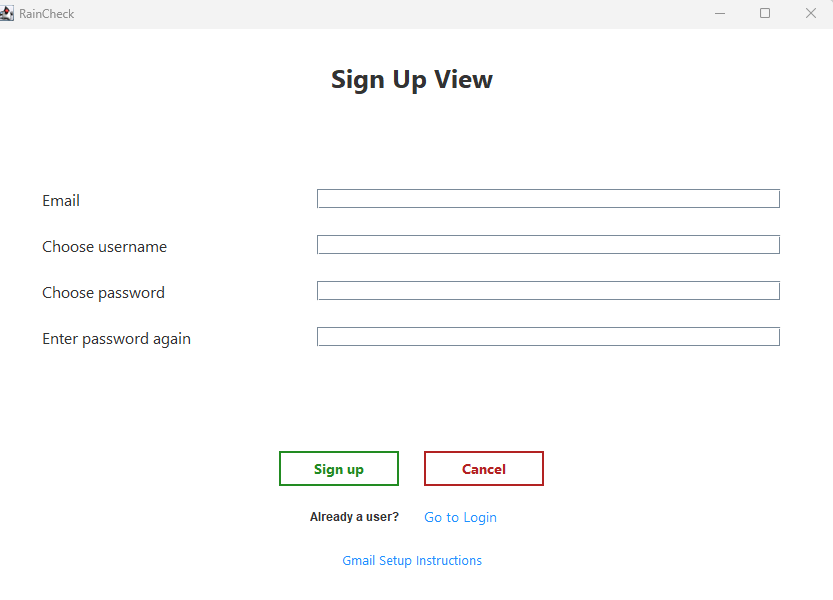 RainCheck
Sign Up View
Email
Choose username
Choose password
Enter password again
Sign up Cancel
Already a user? Go to Login
Gmail Setup Instructions